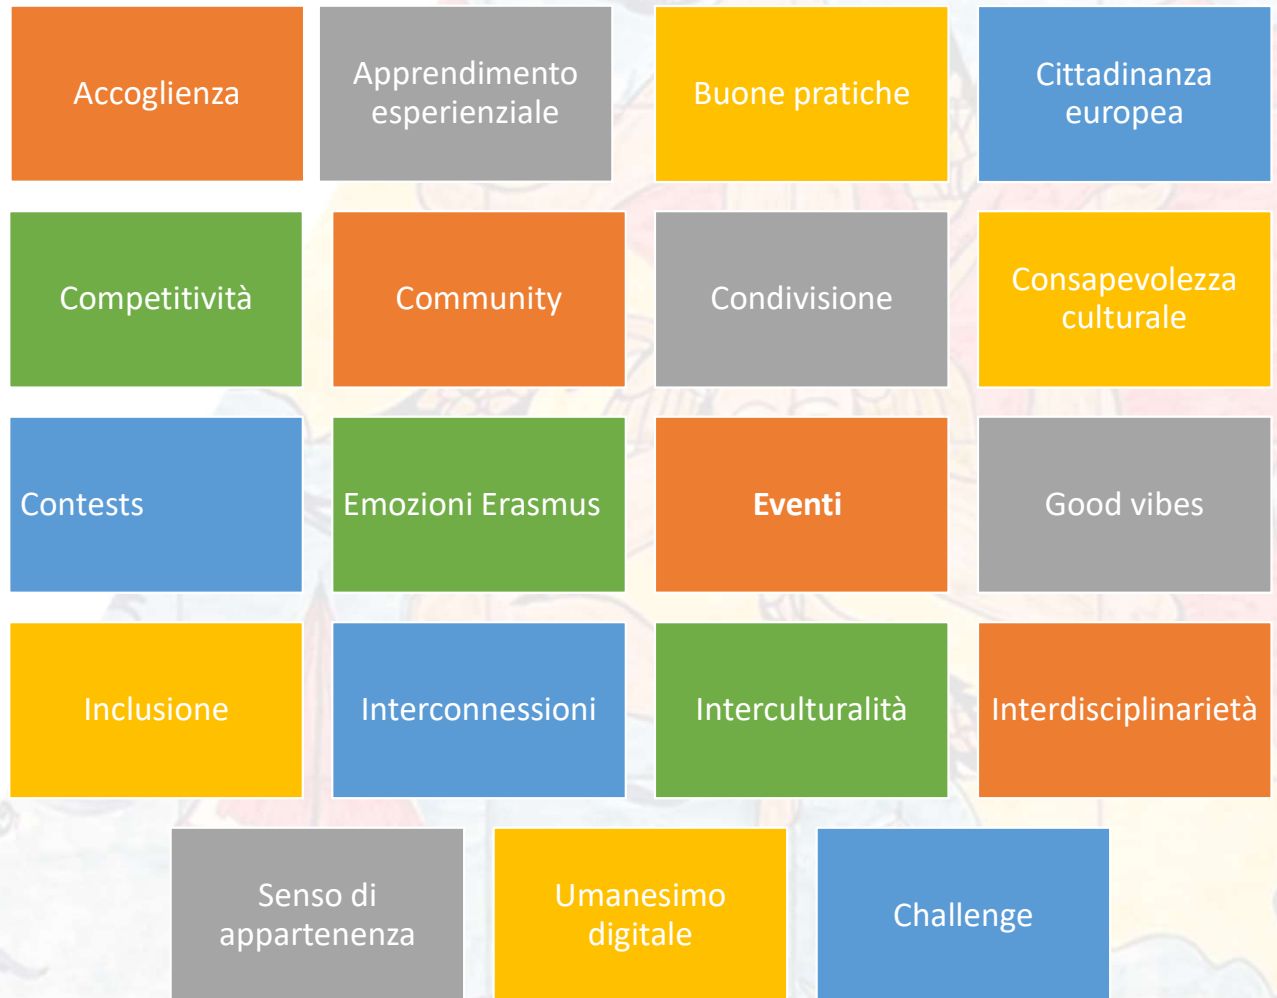 Accoglienza
Apprendimento
esperienziale
Buone pratiche
Cittadinanza
europea
Competitività
Community
Condivisione
Consapevolezza
culturale
Contests
Emozioni Erasmus
Eventi
Good vibes
Inclusione
Interconnessioni
Interculturalità
Interdisciplinarietà
Senso di
appartenenza
Umanesimo
digitale
Challenge